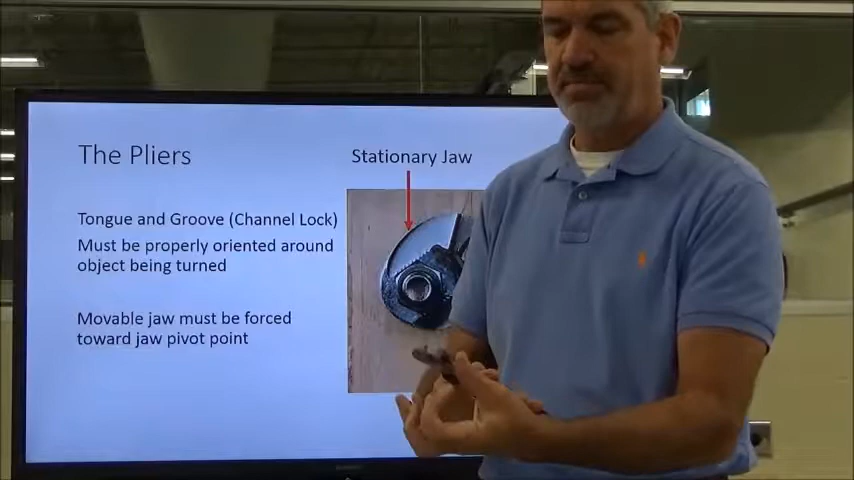 The Pliers
Stationary Jaw
Tongue and Groove (Channel Lock)
Must be properly oriented around
object being turned
Movable jaw must be forced
toward jaw pivot point.